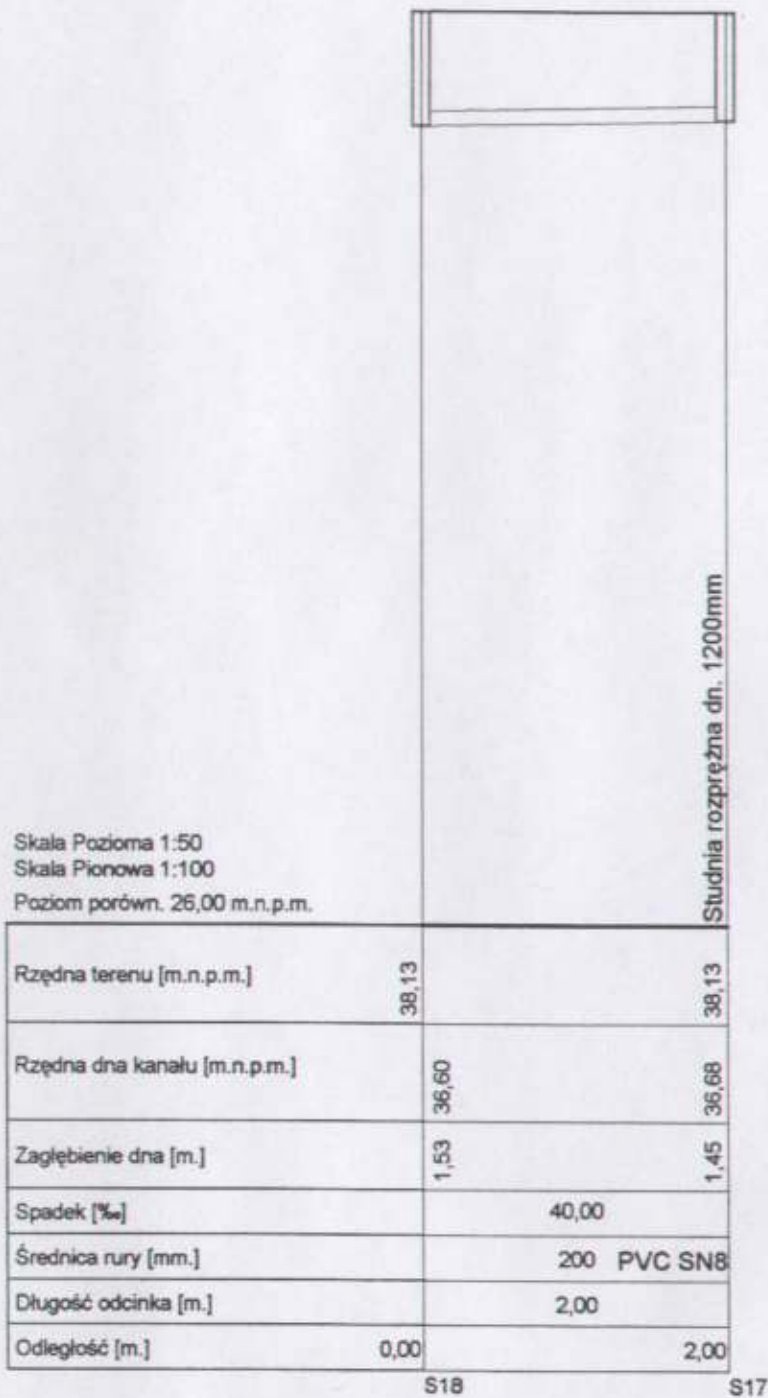 Studnia rozprężna dn. 1200mm
Skala Pozioma 1:50
Skala Pionowa 1:100
Poziom porówn. 26,00 m.n.p.m.
Rzędna terenu [m.n.p.m.] 38,13 38,13
Rzędna dna kanału [m.n.p.m.] 36,60 36,68
Zagłębienie dna [m.] 1,53 1,45
Spadek [‰] 40,00
Średnica rury [mm.] 200 PVC SN8
Długość odcinka [m.] 2,00
Odległość [m.] 0,00 2,00
S18 S17